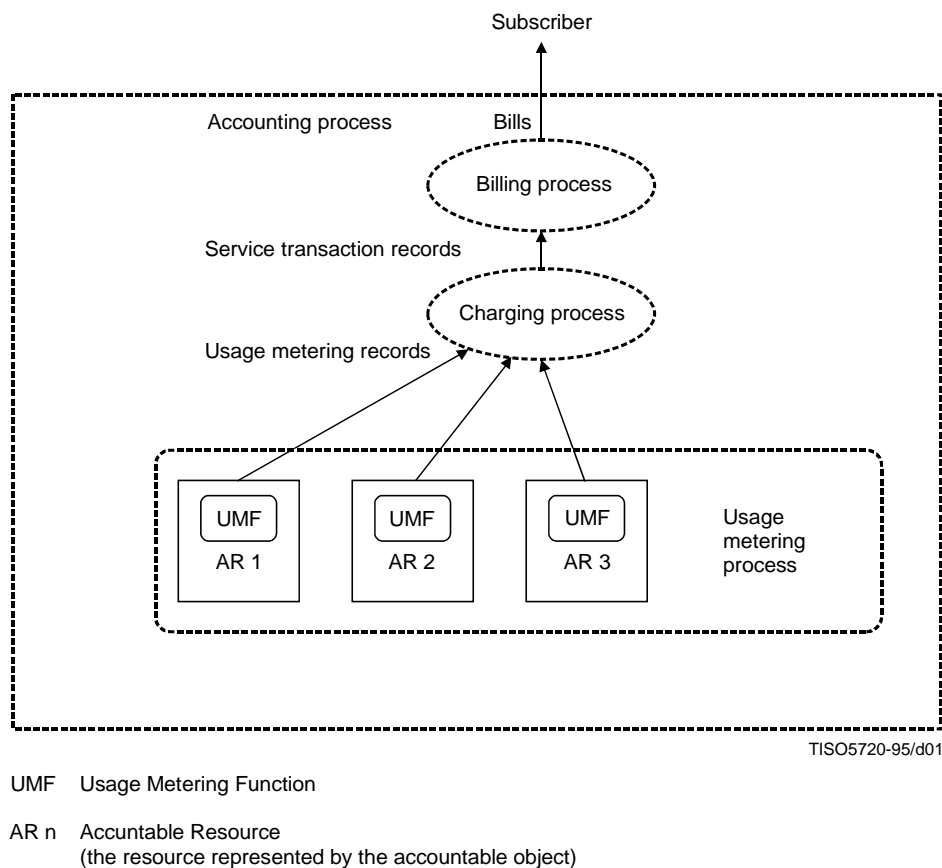 Subscriber
Accounting process
Bills
Billing process
Service transaction records
Charging process
Usage metering records
UMF
AR 1
UMF
AR 2
UMF
AR 3
Usage
metering
process
TISO5720-95/d01
UMF Usage Metering Function
AR n Accuntable Resource
(the resource represented by the accountable object)